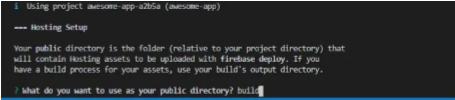 i Using project awesome-app-a2b5a (awesome-app)
=== Hosting Setup
Your public directory is the folder (relative to your project directory) that
will contain Hosting assets to be uploaded with firebase deploy. If you
have a build process for your assets, use your build's output directory.
? What do you want to use as your public directory? build